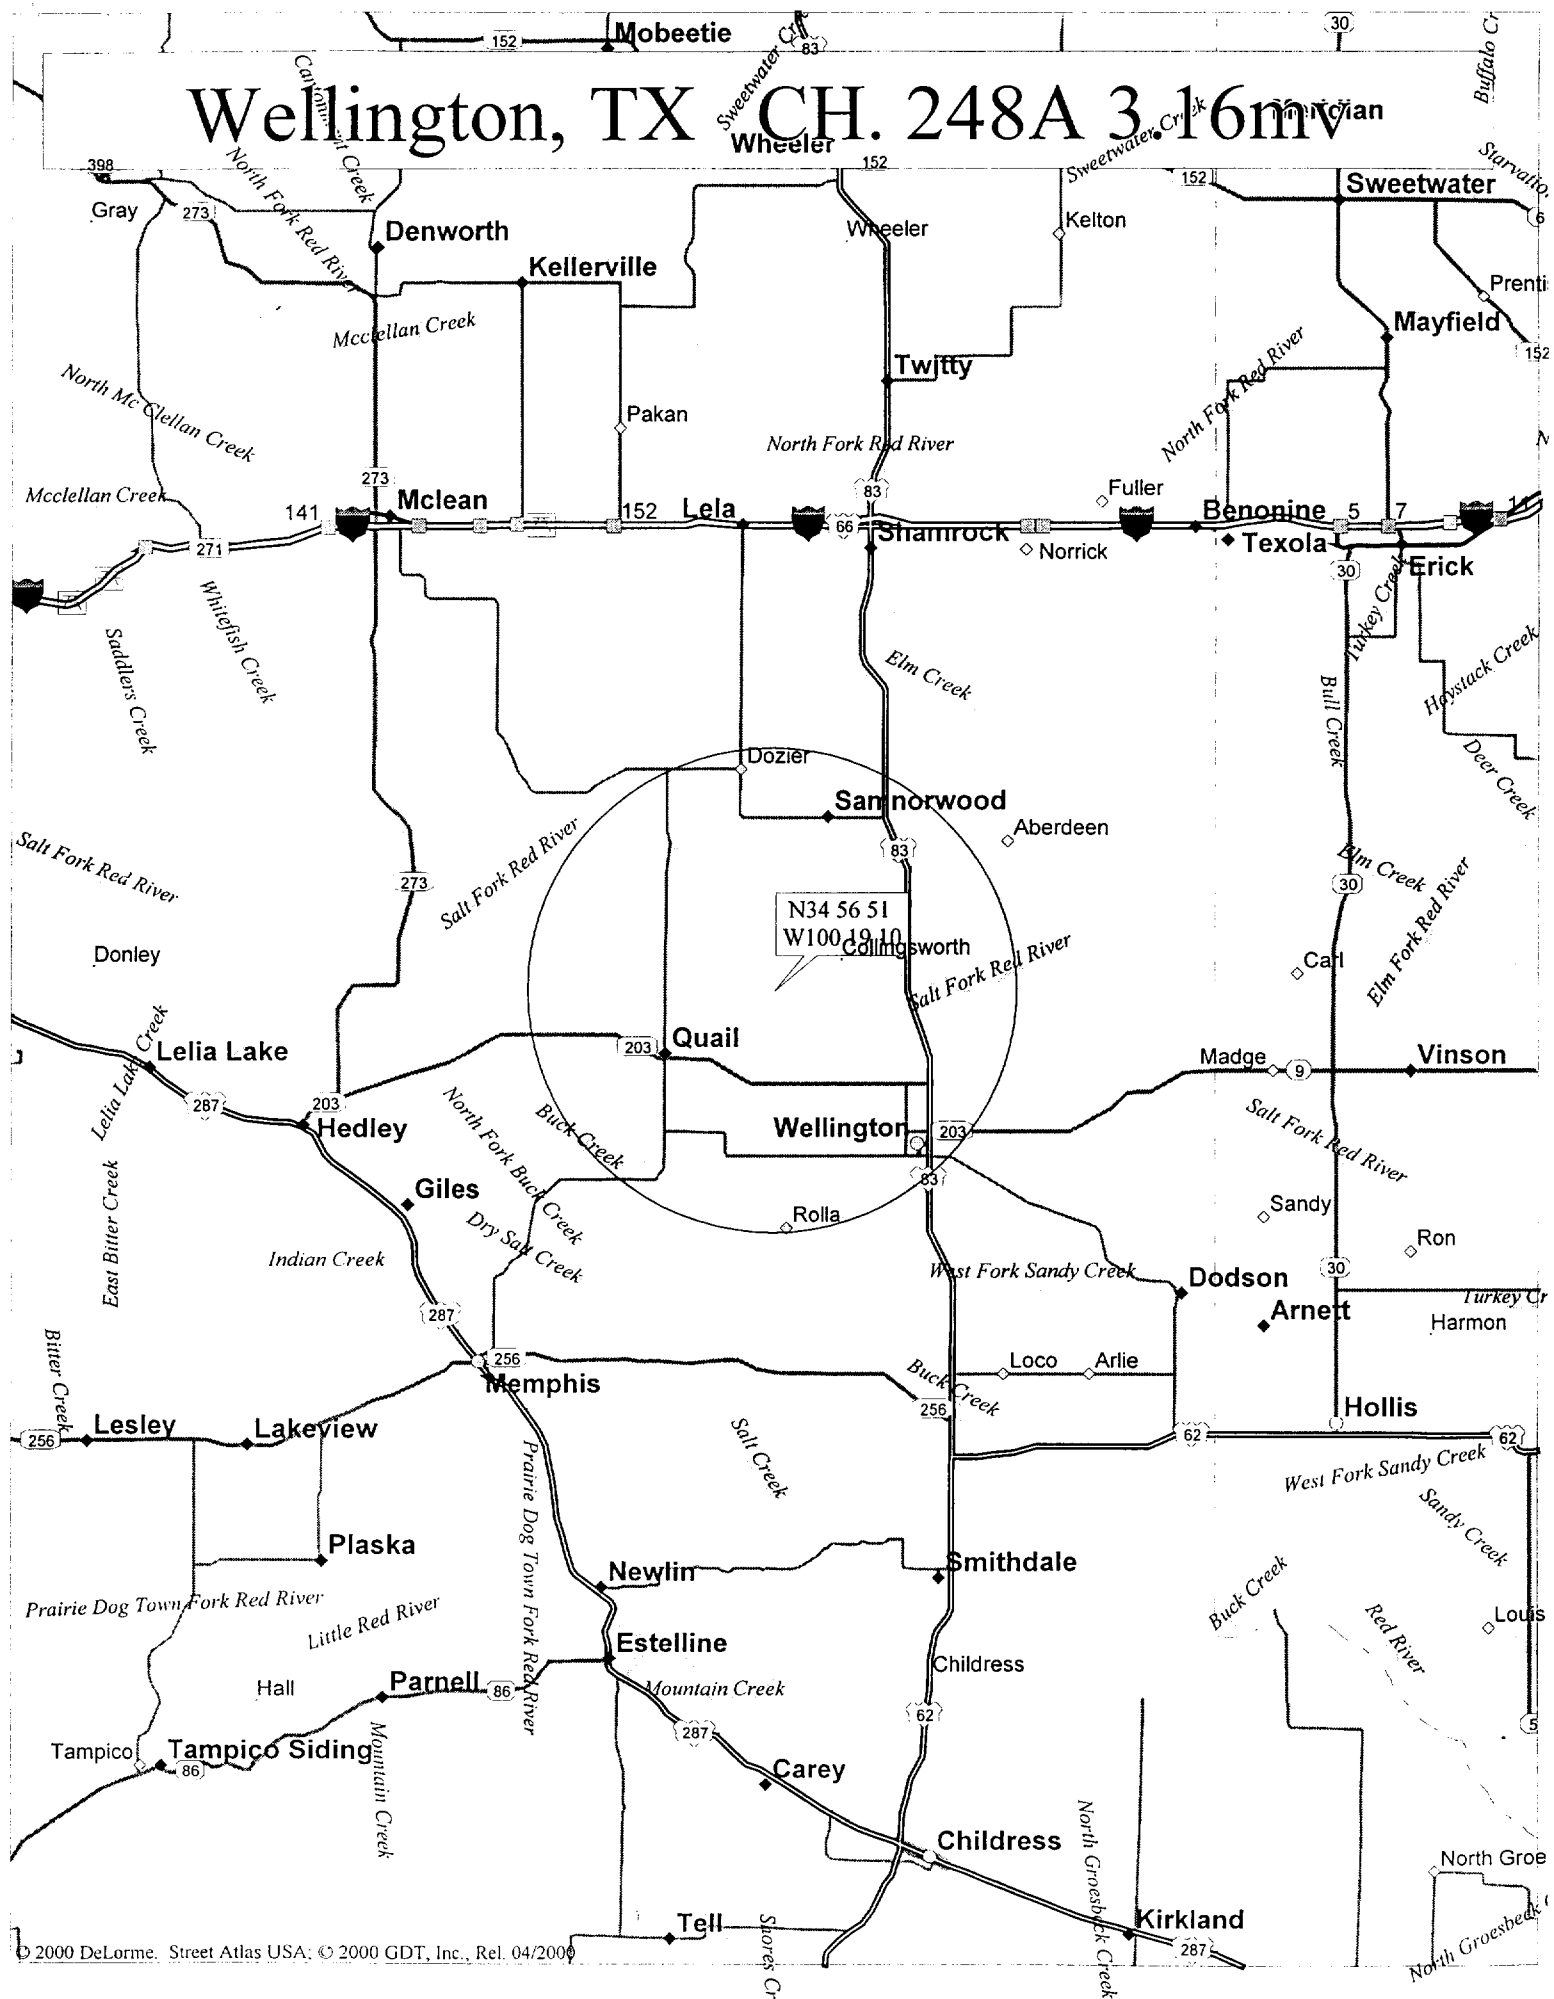 152
Mobeetie
83
30
Buffalo Cr
Sweetwater Cr
Wellington, TX CH. 248A 3.16mv
Wheeler
152
398
Sweetwater Creek
152
Starvatio
Sweetwater
6
Gray
273
North Fork Red River
Denworth
Wheeler
Kelton
Kellerville
Prenti
Mcclellan Creek
Mayfield
152
Twitty
North Fork Red River
North Mc Clellan Creek
Pakan
North Fork Red River
273
83
Mcclellan Creek
141
Mclean
152
Lela
66
Fuller
Benonine
5
7
271
Shamrock
Norrick
Texola
Erick
30
Turkey Creek
Whitefish Creek
Saddlers Creek
Elm Creek
Bull Creek
Haystack Creek
Deer Creek
Dozier
Samnorwood
Aberdeen
83
Salt Fork Red River
Salt Fork Red River
273
Elm Creek
30
Elm Fork Red River
N34 56 51
W100 19 10
Collingsworth
Donley
Salt Fork Red River
Carl
Lelia Lake Creek
Lelia Lake
203
Quail
Madge
9
Vinson
287
203
Hedley
North Fork Buck Creek
Buck Creek
Wellington
203
Salt Fork Red River
83
East Bitter Creek
Giles
Dry Salt Creek
Rolla
Sandy
Ron
Indian Creek
West Fork Sandy Creek
Dodson
30
Arnett
Turkey Cr
Harmon
287
Bitter Creek
256
Memphis
Loco
Arlie
Buck Creek
256
Hollis
256
Lesley
Lakeview
Salt Creek
62
62
West Fork Sandy Creek
Sandy Creek
Prairie Dog Town Fork Red River
Plaska
Newlin
Smithdale
Buck Creek
Prairie Dog Town Fork Red River
Little Red River
Red River
Louis
Estelline
Childress
Hall
Parnell
86
Mountain Creek
62
287
5
Tampico
Tampico Siding
86
Mountain Creek
Carey
North Groesbeck Creek
Childress
North Groe
Tell
Kirkland
287
North Groesbeck C
Shores Cr
© 2000 DeLorme. Street Atlas USA; © 2000 GDT, Inc., Rel. 04/2000